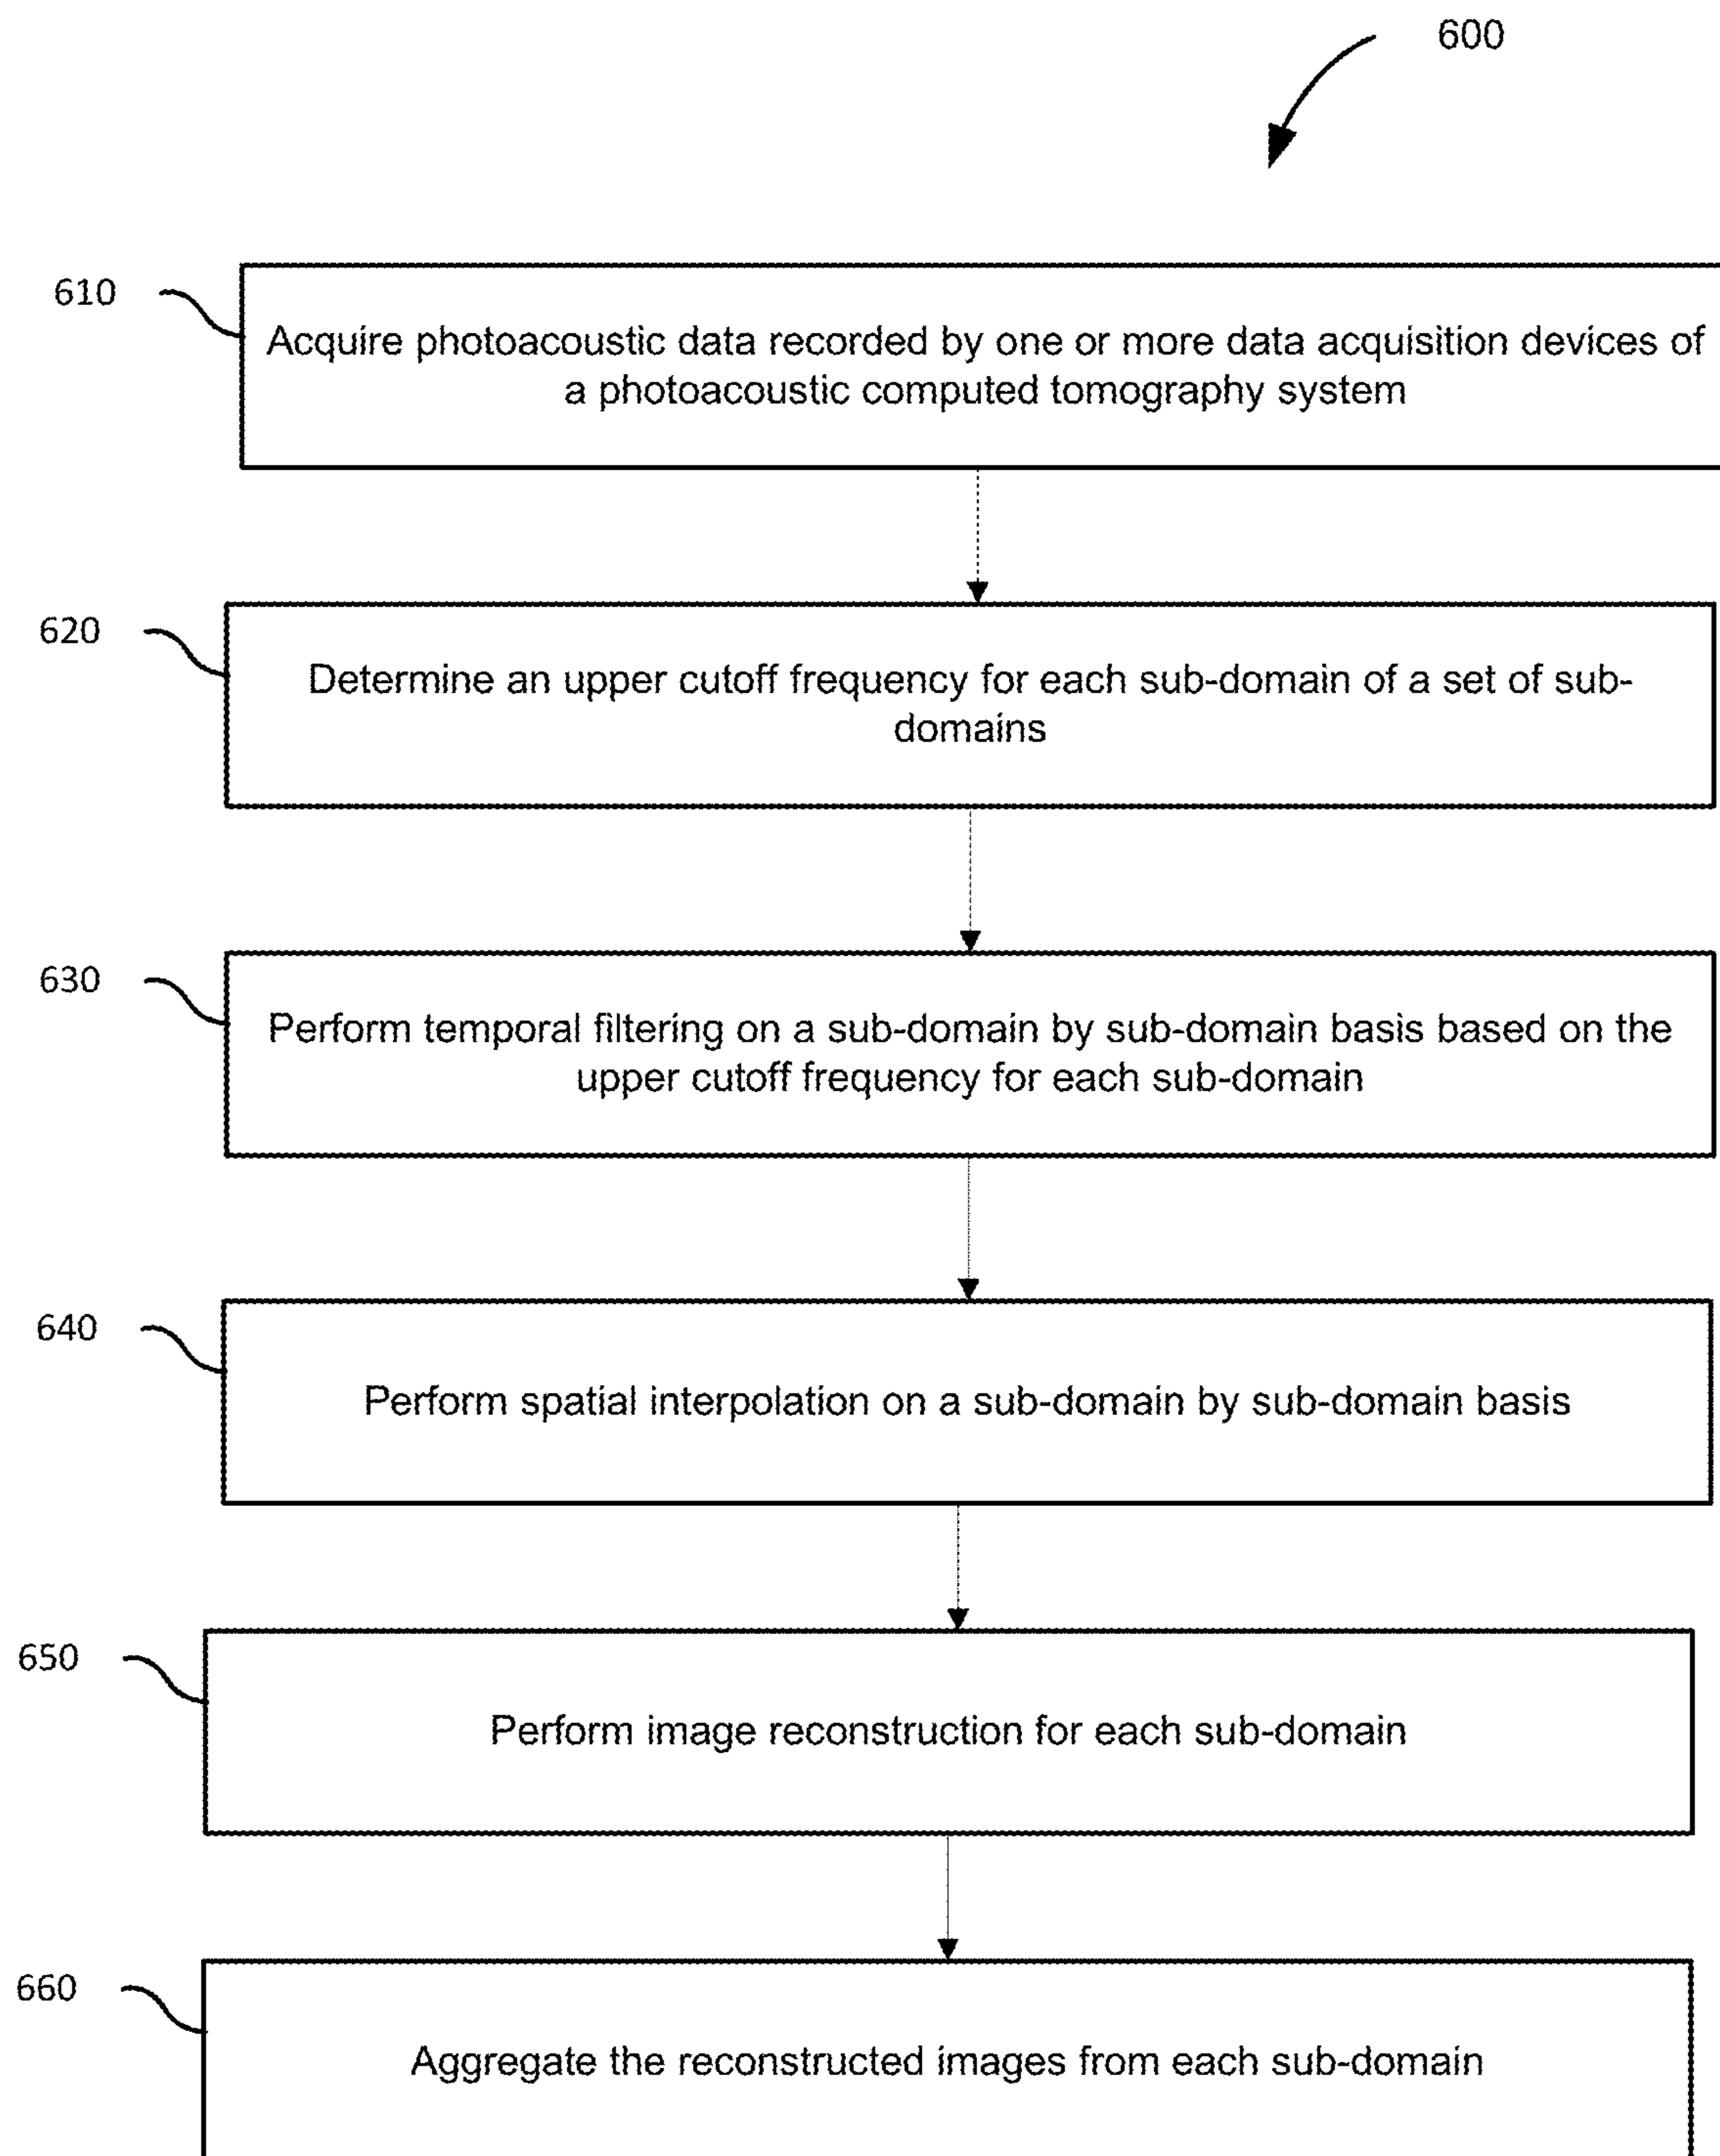 600
610
Acquire photoacoustic data recorded by one or more data acquisition devices of
a photoacoustic computed tomography system
620
Determine an upper cutoff frequency for each sub-domain of a set of sub-
domains
630
Perform temporal filtering on a sub-domain by sub-domain basis based on the
upper cutoff frequency for each sub-domain
640
Perform spatial interpolation on a sub-domain by sub-domain basis
650
Perform image reconstruction for each sub-domain
660
Aggregate the reconstructed images from each sub-domain